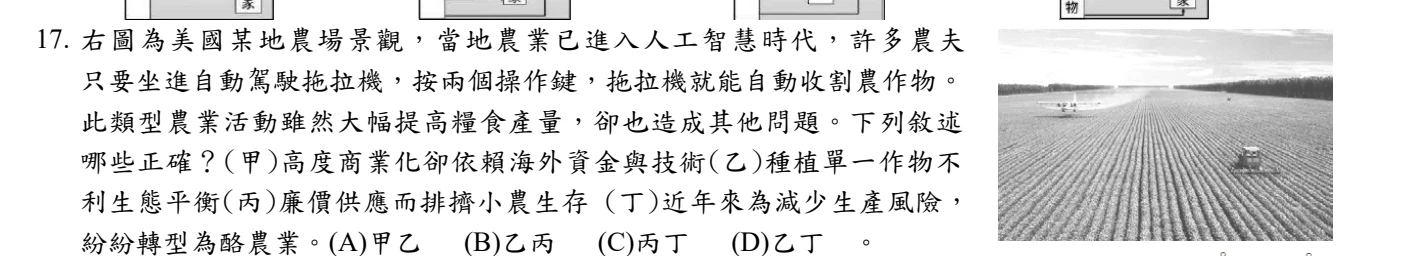 家
家
物
17. 右圖為美國某地農場景觀，當地農業已進入人工智慧時代，許多農夫
只要坐進自動駕駛拖拉機，按兩個操作鍵，拖拉機就能自動收割農作物。
此類型農業活動雖然大幅提高糧食產量，卻也造成其他問題。下列敘述
哪些正確？(甲)高度商業化卻依賴海外資金與技術(乙)種植單一作物不
利生態平衡(丙)廉價供應而排擠小農生存 (丁)近年來為減少生產風險，
紛紛轉型為酪農業。(A)甲乙 (B)乙丙 (C)丙丁 (D)乙丁 。